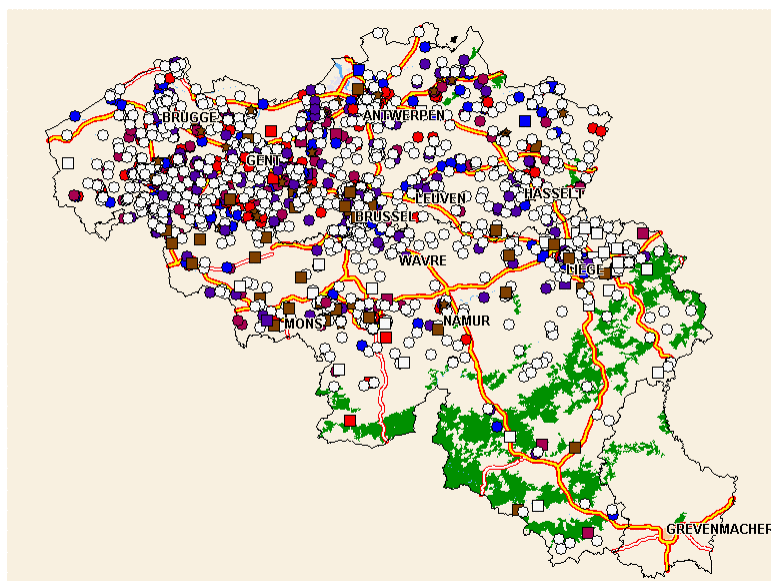 BRUGGE
ANTWERPEN
GENT
LEUVEN
HASSELT
BRUSSEL
WAVRE
LIEGE
MONS
NAMUR
GREVENMACHER